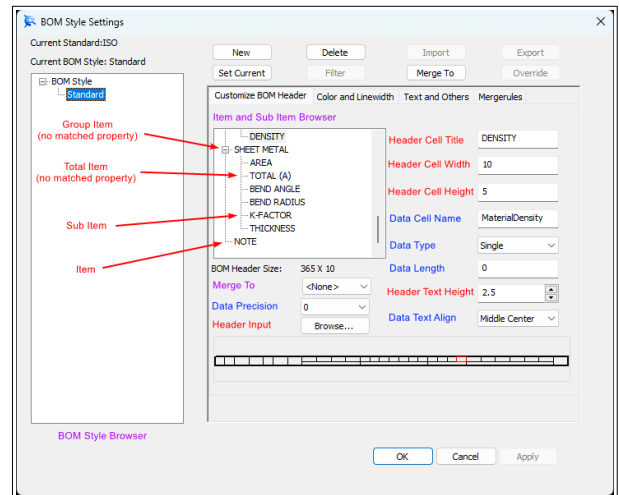 BOM Style Settings
Current Standard:ISO
Current BOM Style: Standard
New
Delete
Import
Export
Set Current
Filter
Merge To
Override
BOM Style
Standard
Customize BOM Header
Color and Linewidth
Text and Others
Mergerules
Item and Sub Item Browser
Group Item
(no matched property)
Total Item
(no matched property)
Sub Item
Item
DENSITY
SHEET METAL
AREA
TOTAL (A)
BEND ANGLE
BEND RADIUS
K-FACTOR
THICKNESS
NOTE
Header Cell Title
DENSITY
Header Cell Width
10
Header Cell Height
5
Data Cell Name
MaterialDensity
Data Type
Single
BOM Header Size:
365 X 10
Data Length
0
Merge To
<None>
Header Text Height
2.5
Data Precision
0
Data Text Align
Middle Center
Header Input
Browse...
BOM Style Browser
OK
Cancel
Apply